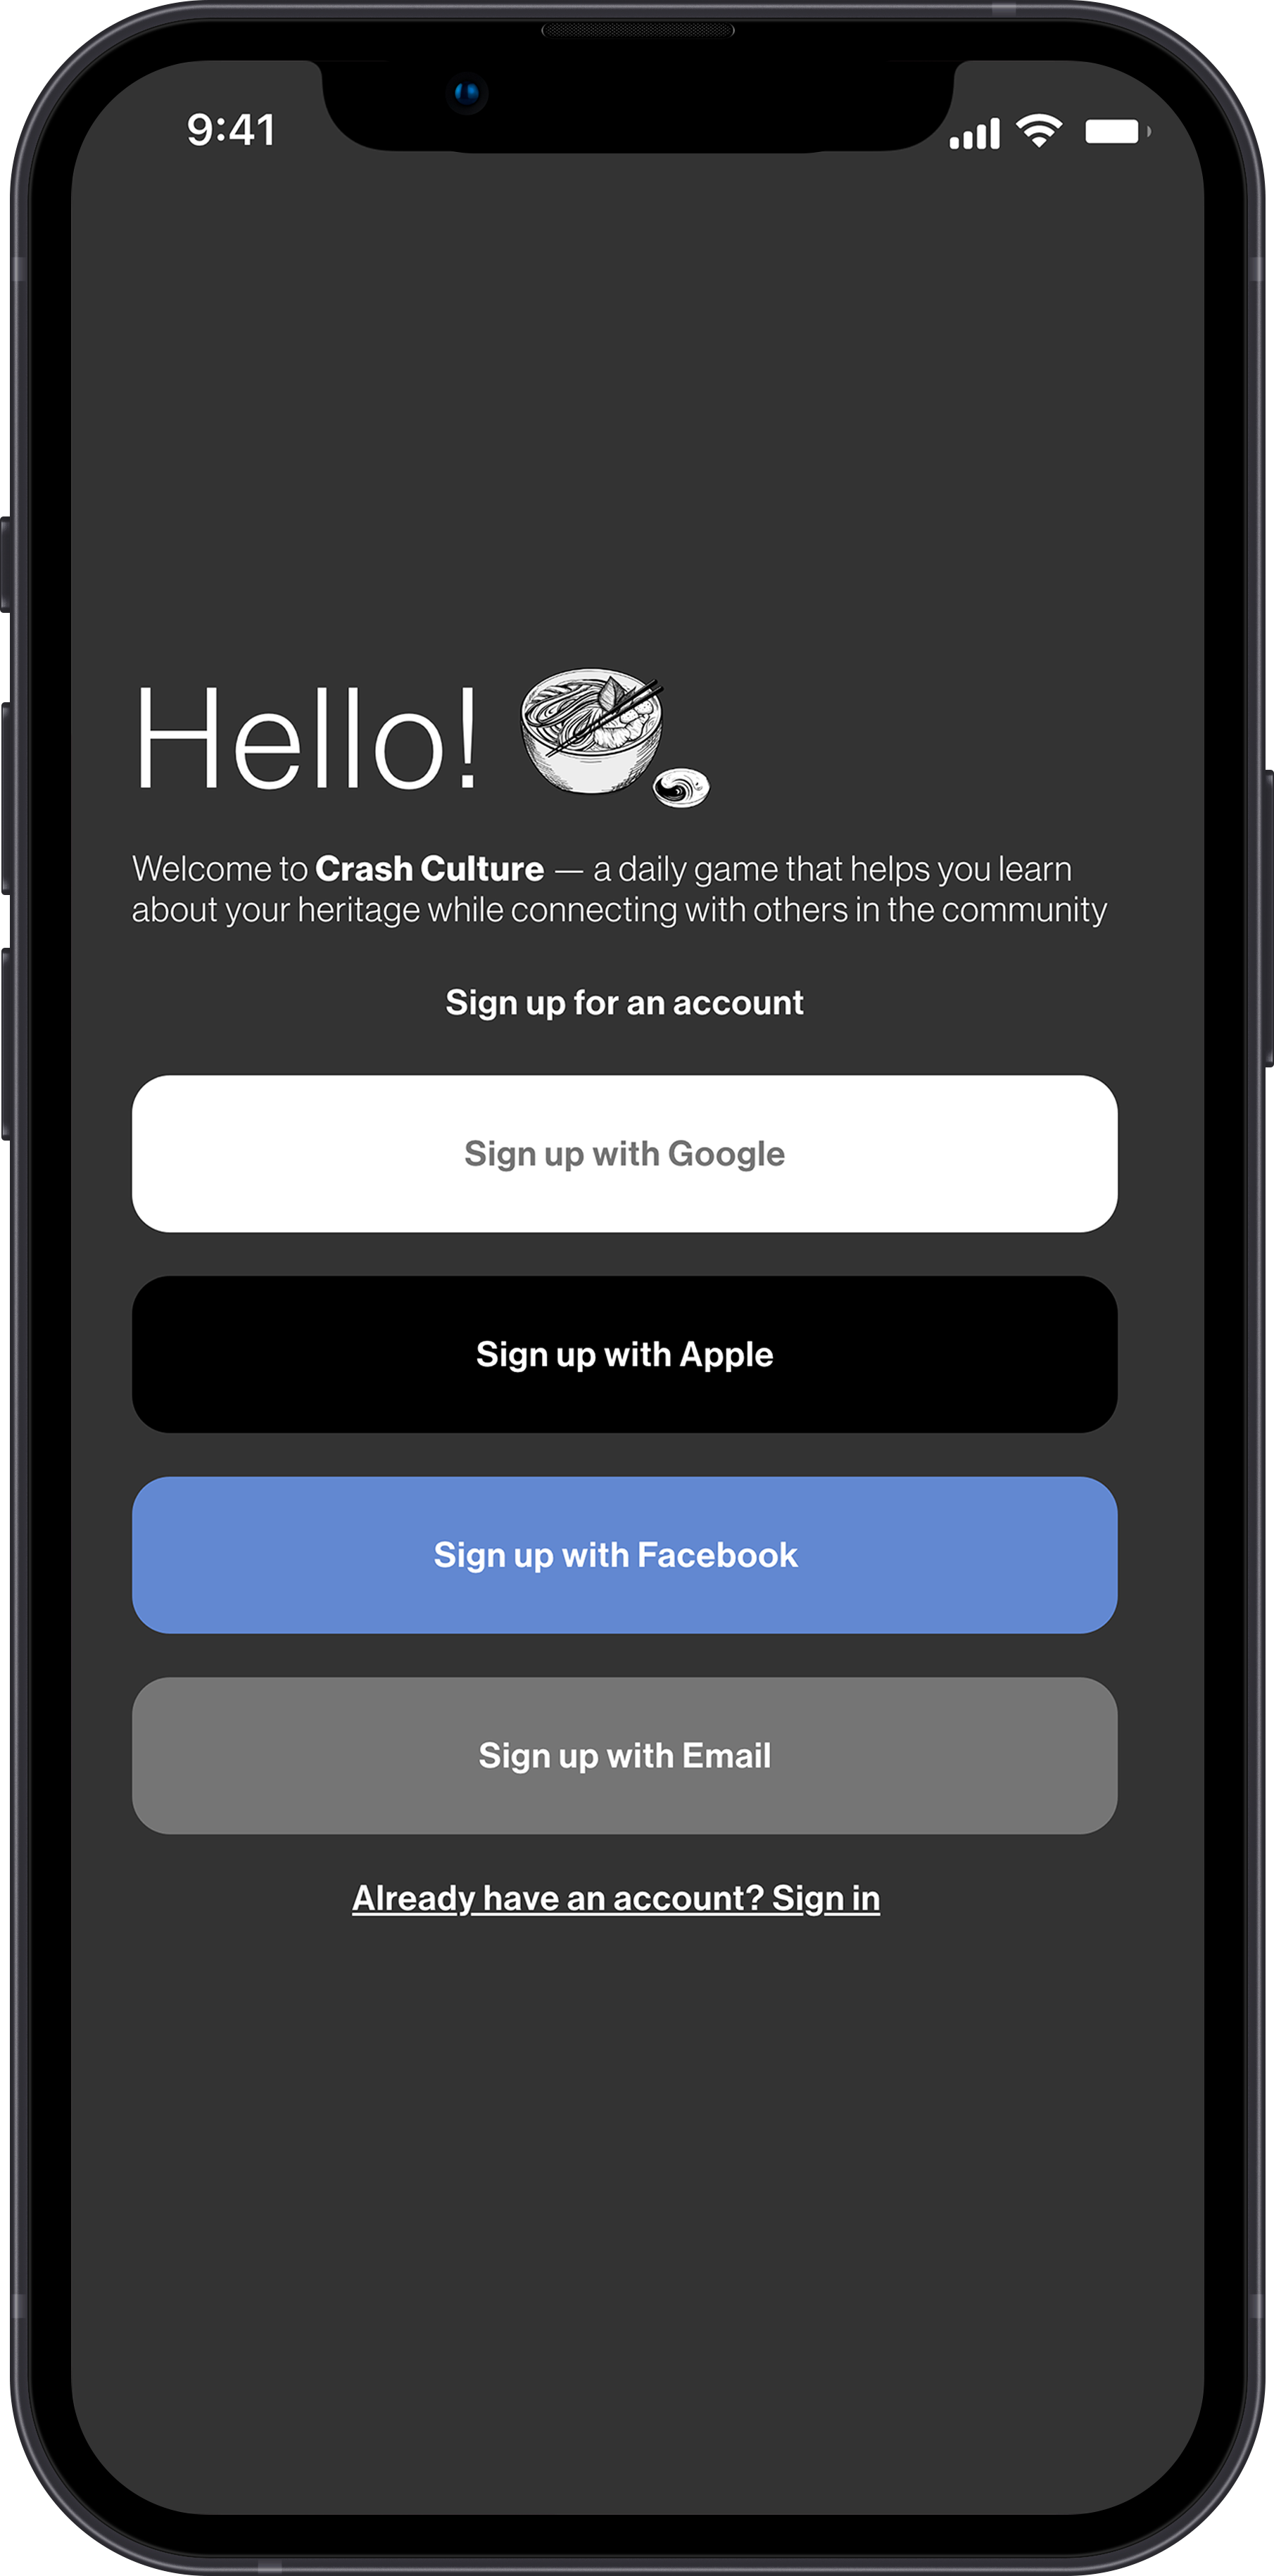 9:41
Hello!
Welcome to Crash Culture — a daily game that helps you learn
about your heritage while connecting with others in the community
Sign up for an account
Sign up with Google
Sign up with Apple
Sign up with Facebook
Sign up with Email
Already have an account? Sign in